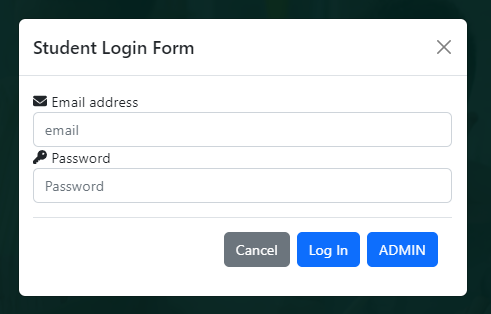 Student Login Form
Email address
email
Password
Password
Cancel Log In ADMIN